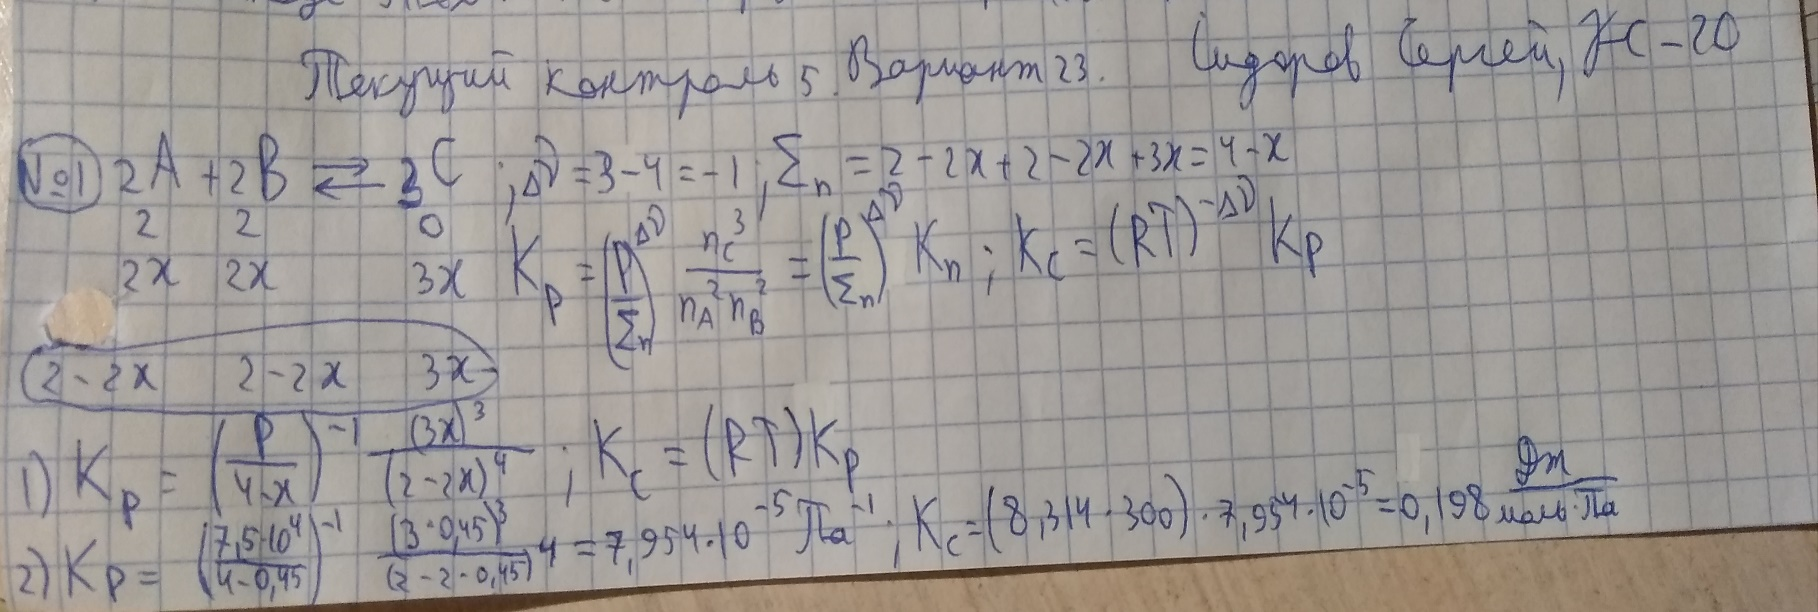 Текущий контроль 5. Вариант 23. Сидоров Сергей, КС-20
№1 2A + 2B ⇄ 3C ; Δν = 3-4 = -1 ; Σn = 2-2x+2-2x+3x = 4-x
2 2 0
2x 2x 3x Kp = (P/Σn)^Δν nC^3/(nA^2 nB^2) = (P/Σn)^Δν Kn ; Kc = (RT)^-Δν Kp
2-2x 2-2x 3x
1) Kp = (P/(4-x))^-1 (3x)^3/(2-2x)^4 ; Kc = (RT)Kp
2) Kp = (7,5·10^4/(4-0,45))^-1 (3·0,45)^3/(2-2·0,45)^4 = 7,954·10^-5 Па^-1 ; Kc = (8,314·300)·7,954·10^-5 = 0,198 Дж/(моль·Па)